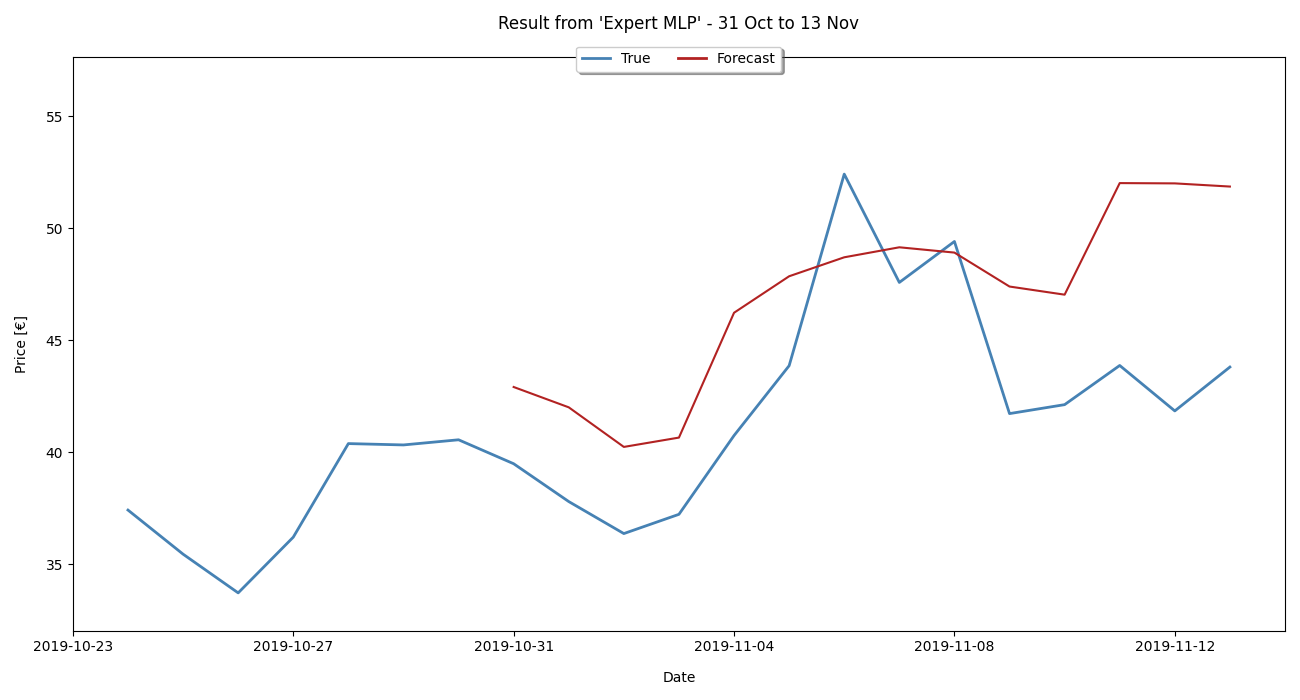 Result from 'Expert MLP' - 31 Oct to 13 Nov
True Forecast
55
50
45
40
35
Price [€]
2019-10-23 2019-10-27 2019-10-31 2019-11-04 2019-11-08 2019-11-12
Date